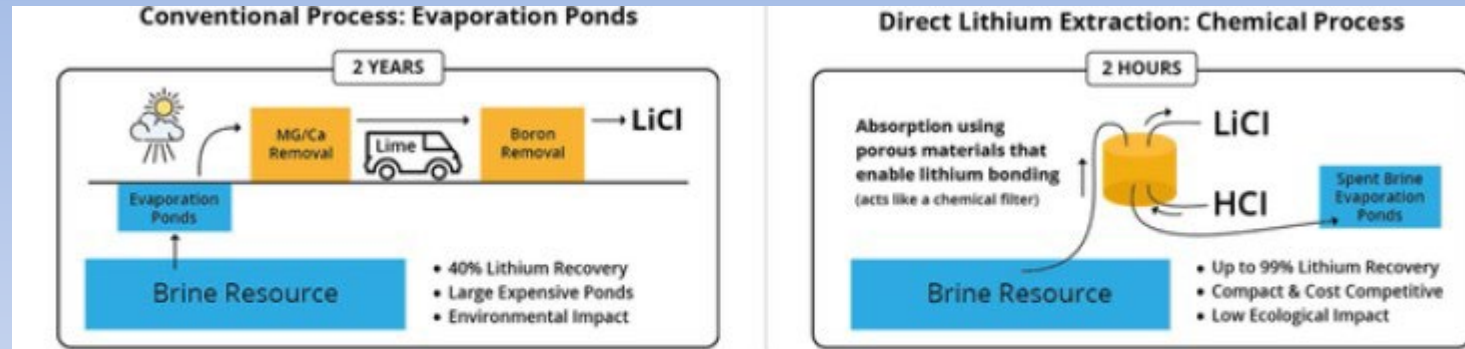 Conventional Process: Evaporation Ponds
2 YEARS
MG/Ca
Removal
Lime
Boron
Removal
LiCl
Evaporation
Ponds
Brine Resource
• 40% Lithium Recovery
• Large Expensive Ponds
• Environmental Impact
Direct Lithium Extraction: Chemical Process
2 HOURS
Absorption using
porous materials that
enable lithium bonding
(acts like a chemical filter)
LiCl
HCl
Spent Brine
Evaporation
Ponds
Brine Resource
• Up to 99% Lithium Recovery
• Compact & Cost Competitive
• Low Ecological Impact